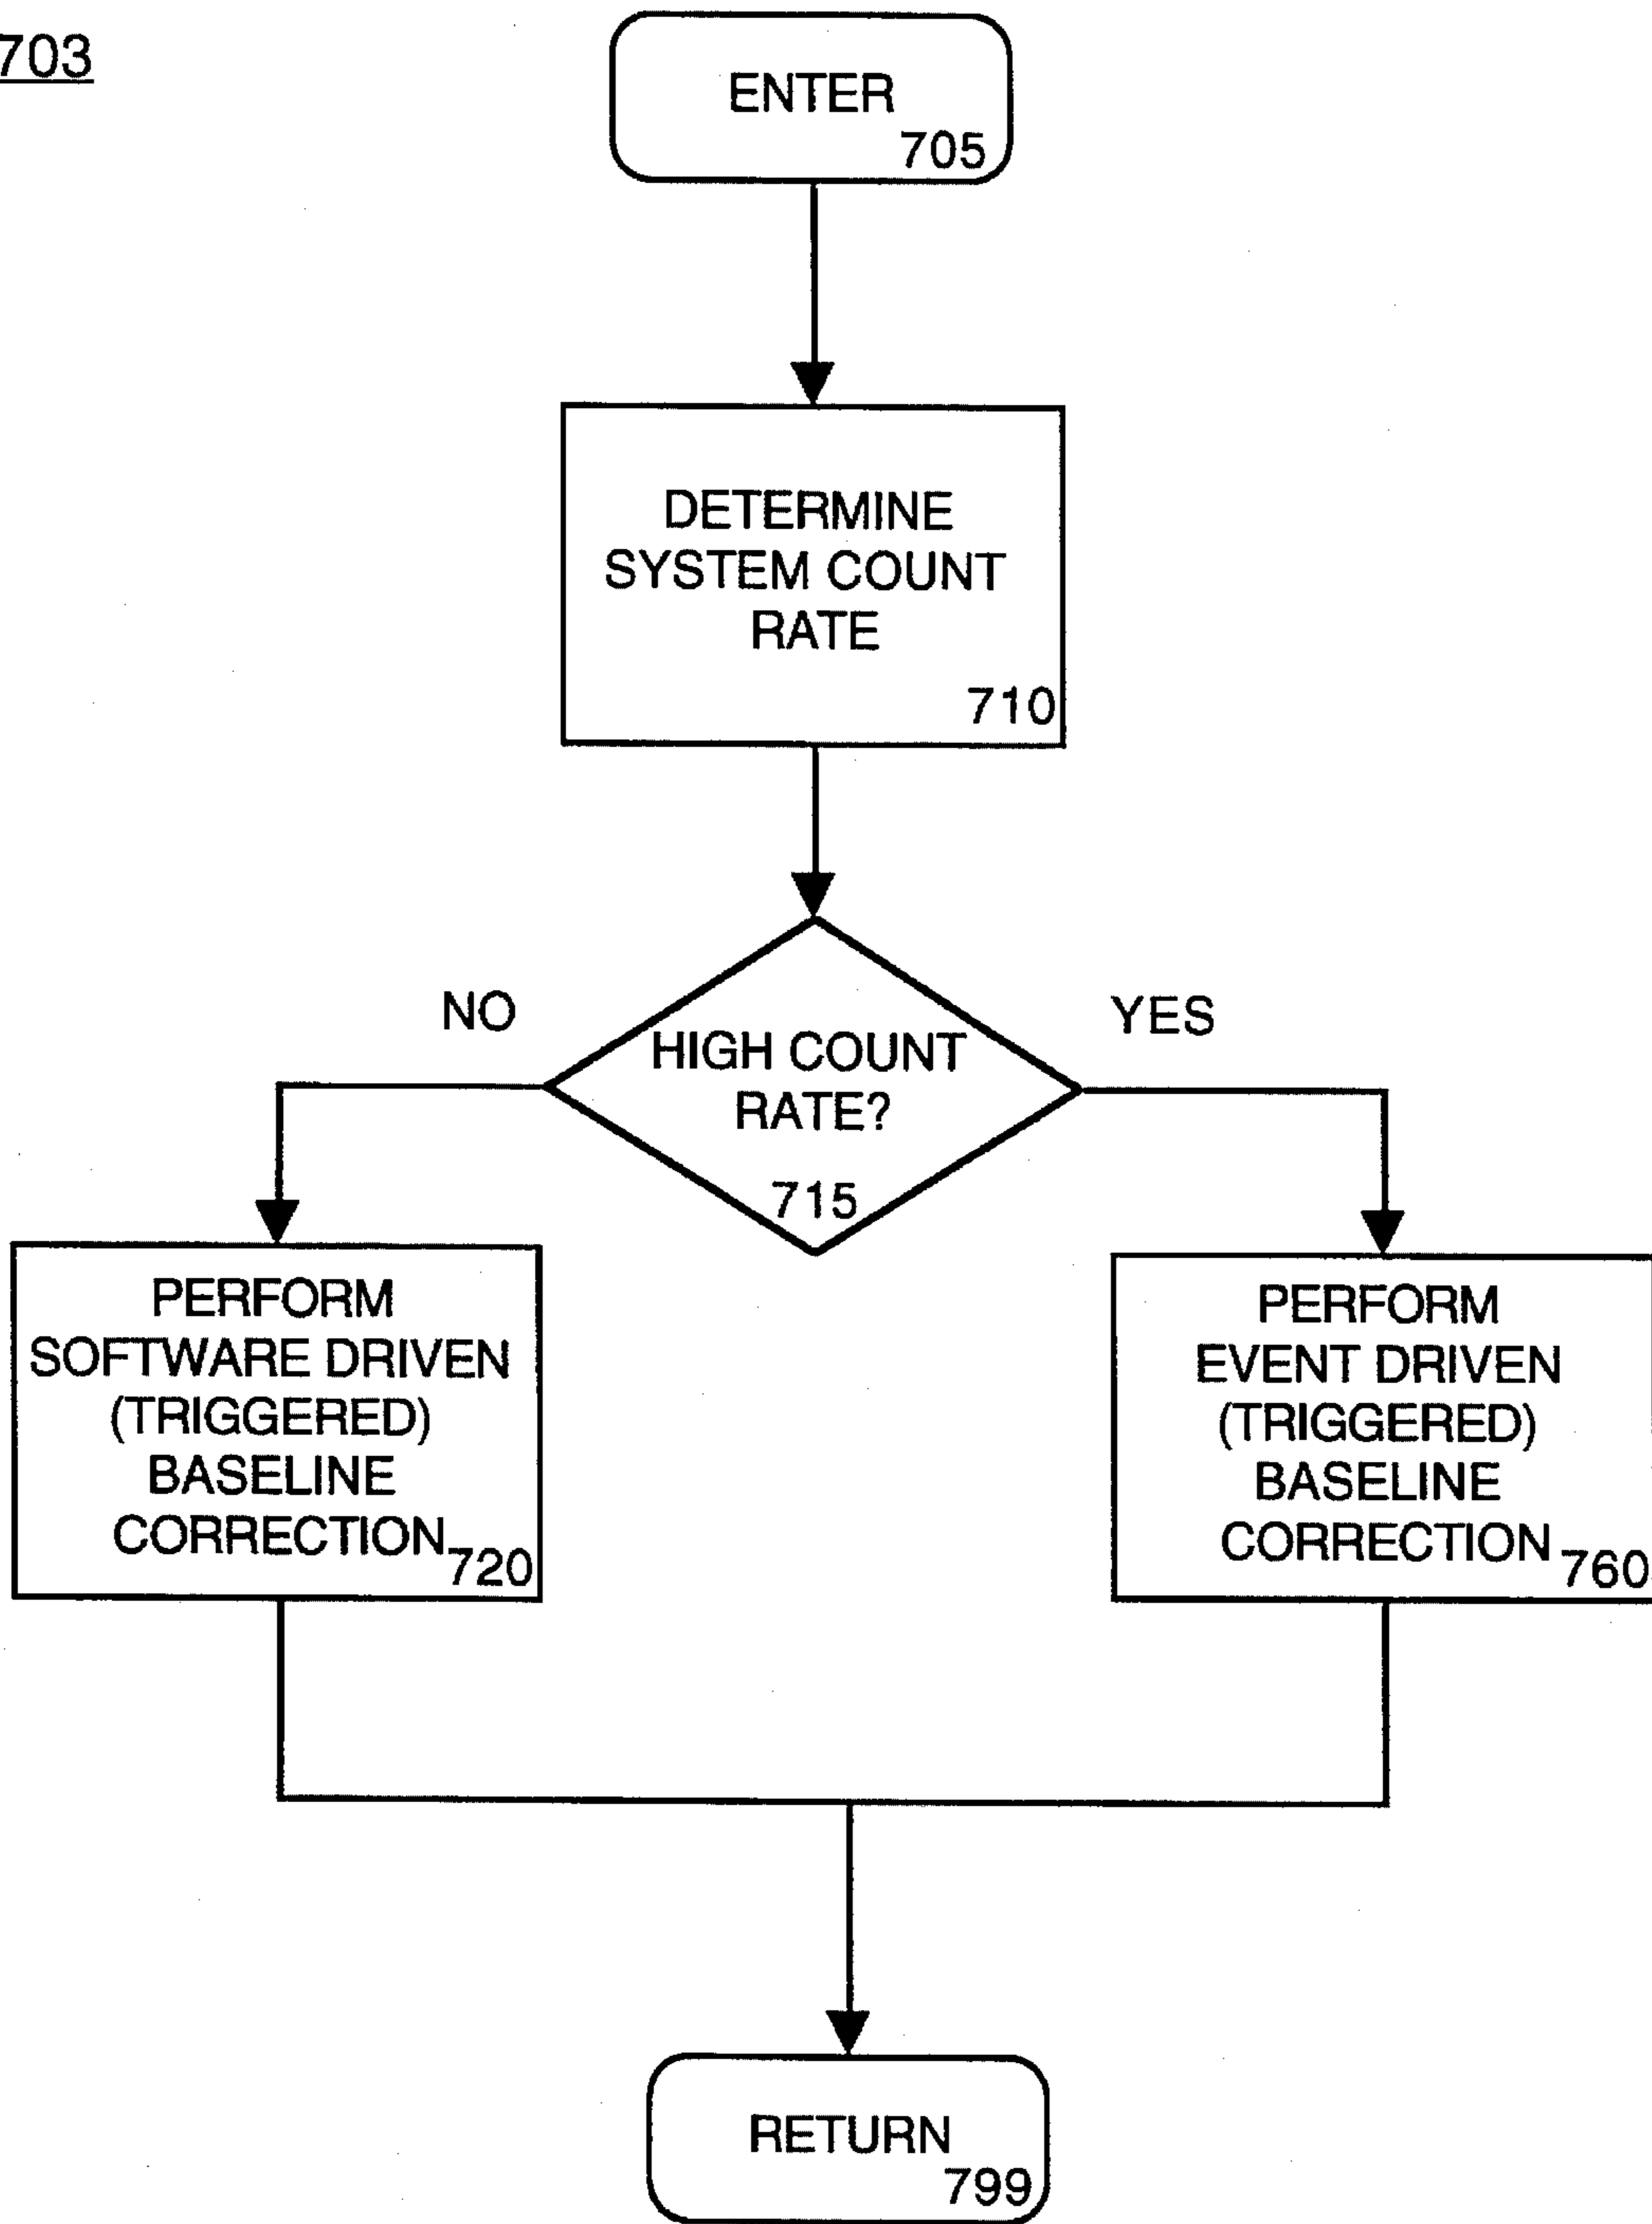 703
ENTER
705
DETERMINE
SYSTEM COUNT
RATE
710
NO
YES
HIGH COUNT
RATE?
715
PERFORM
SOFTWARE DRIVEN
(TRIGGERED)
BASELINE
CORRECTION
720
PERFORM
EVENT DRIVEN
(TRIGGERED)
BASELINE
CORRECTION
760
RETURN
799